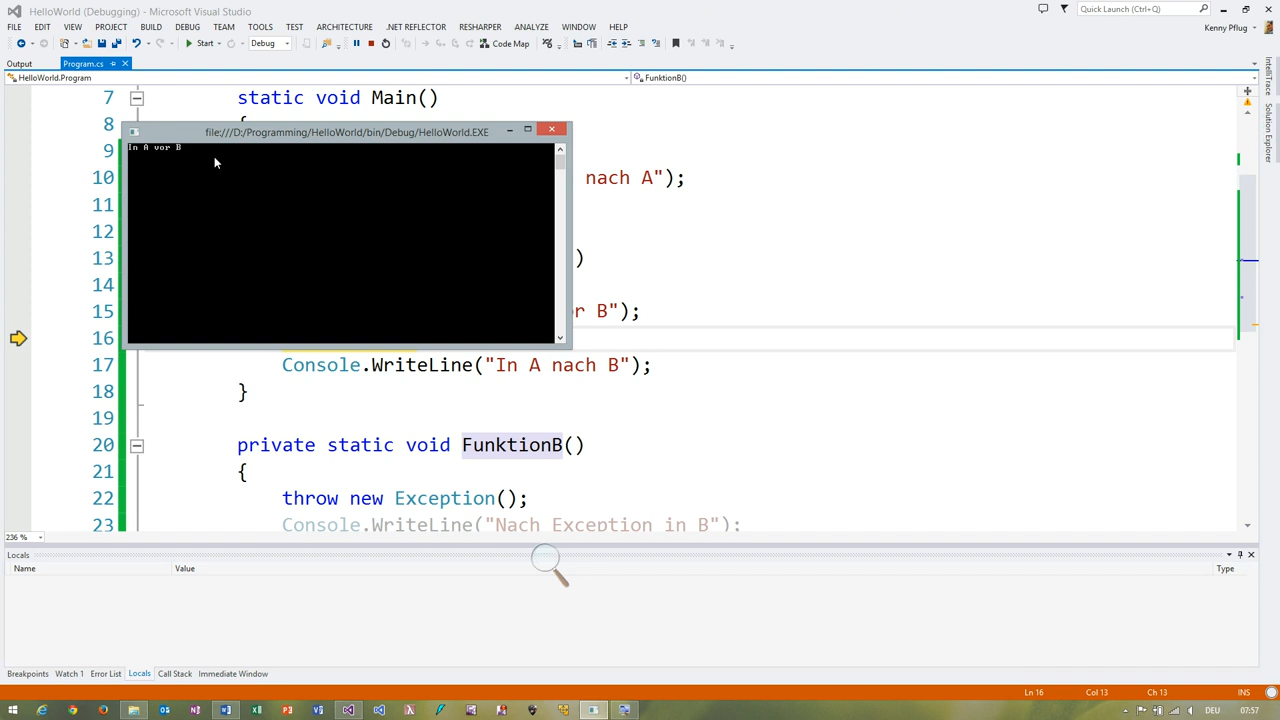 HelloWorld (Debugging) - Microsoft Visual Studio
Quick Launch (Ctrl+Q)
FILE EDIT VIEW PROJECT BUILD DEBUG TEAM TOOLS TEST ARCHITECTURE .NET REFLECTOR RESHARPER ANALYZE WINDOW HELP
Kenny Pflug
Start Debug Code Map
Output Program.cs
HelloWorld.Program FunktionB()
IntelliTrace
Solution Explorer
7 static void Main()
8 {
file:///D:/Programming/HelloWorld/bin/Debug/HelloWorld.EXE
In A vor B
9
10 nach A");
11
12
13 )
14
15 r B");
16
17 Console.WriteLine("In A nach B");
18 }
19
20 private static void FunktionB()
21 {
22 throw new Exception();
23 Console.WriteLine("Nach Exception in B");
236 %
Locals
Name Value Type
Breakpoints Watch 1 Error List Locals Call Stack Immediate Window
Ln 16 Col 13 Ch 13 INS
DEU 07:57